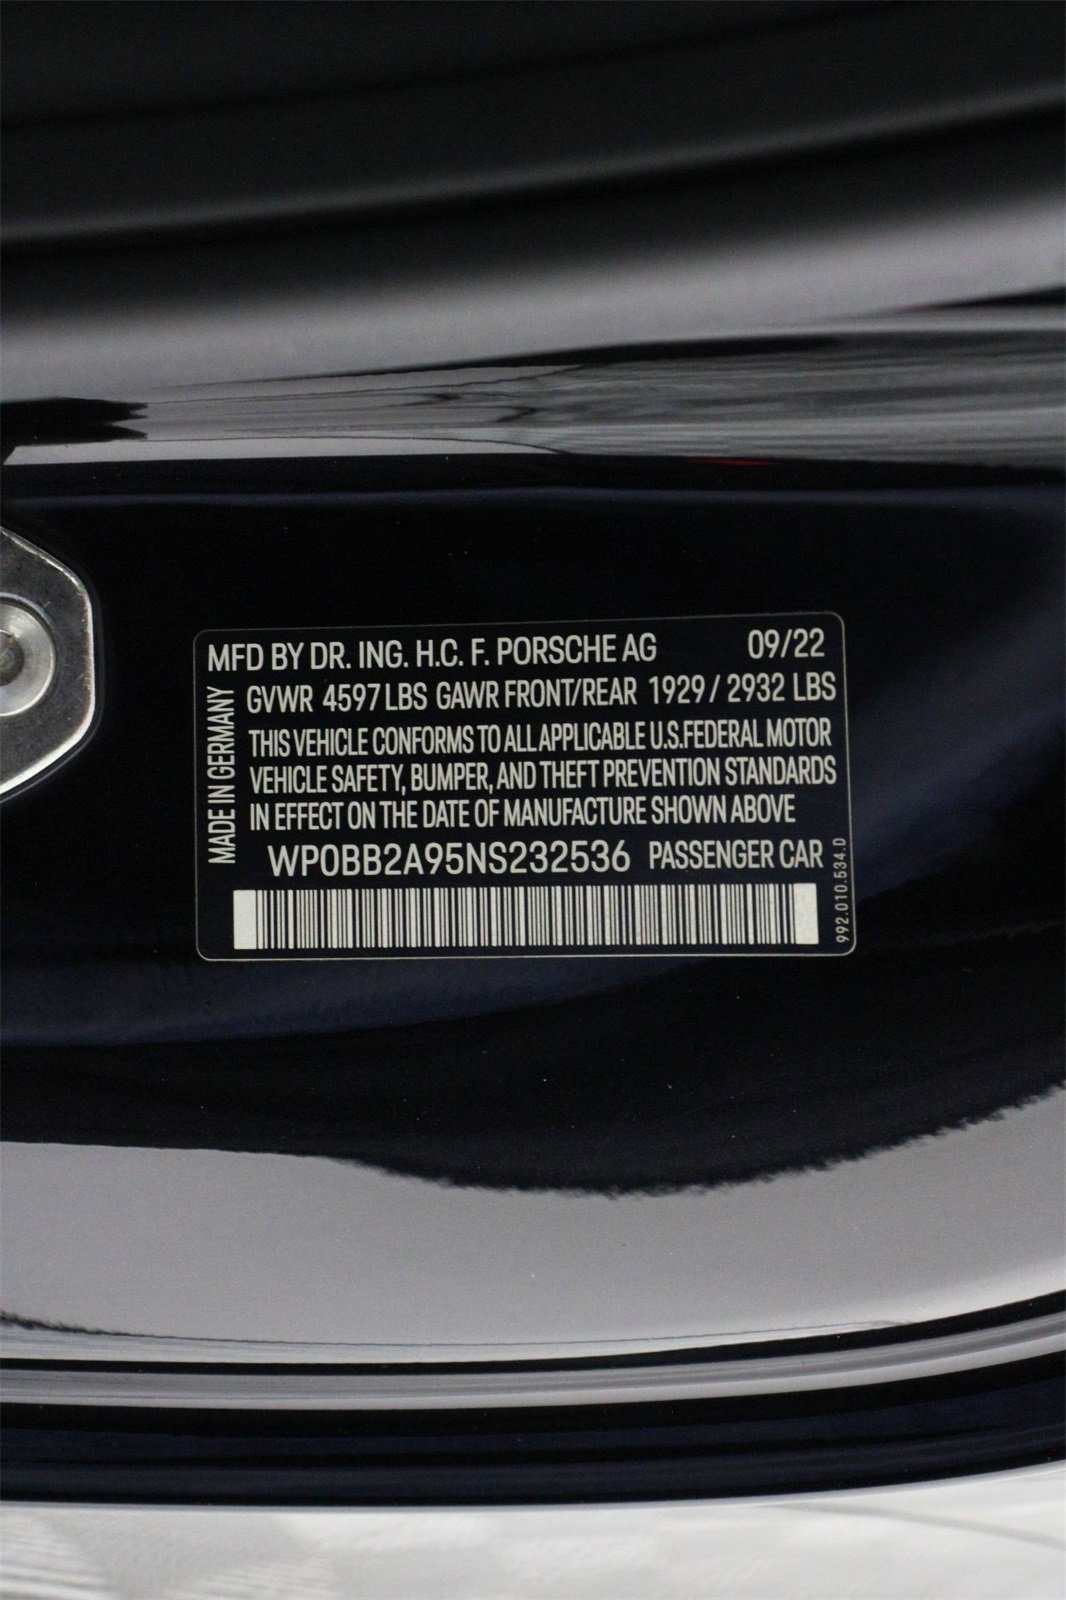 MFD BY DR. ING. H.C. F. PORSCHE AG 09/22
GVWR 4597 LBS GAWR FRONT/REAR 1929 / 2932 LBS
THIS VEHICLE CONFORMS TO ALL APPLICABLE U.S.FEDERAL MOTOR
VEHICLE SAFETY, BUMPER, AND THEFT PREVENTION STANDARDS
IN EFFECT ON THE DATE OF MANUFACTURE SHOWN ABOVE
WP0BB2A95NS232536 PASSENGER CAR
MADE IN GERMANY
992.010.534.D